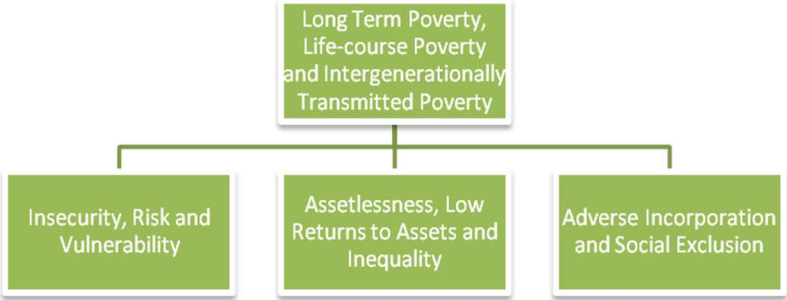 Long Term Poverty,
Life-course Poverty
and Intergenerationally
Transmitted Poverty
Insecurity, Risk and
Vulnerability
Assetlessness, Low
Returns to Assets and
Inequality
Adverse Incorporation
and Social Exclusion